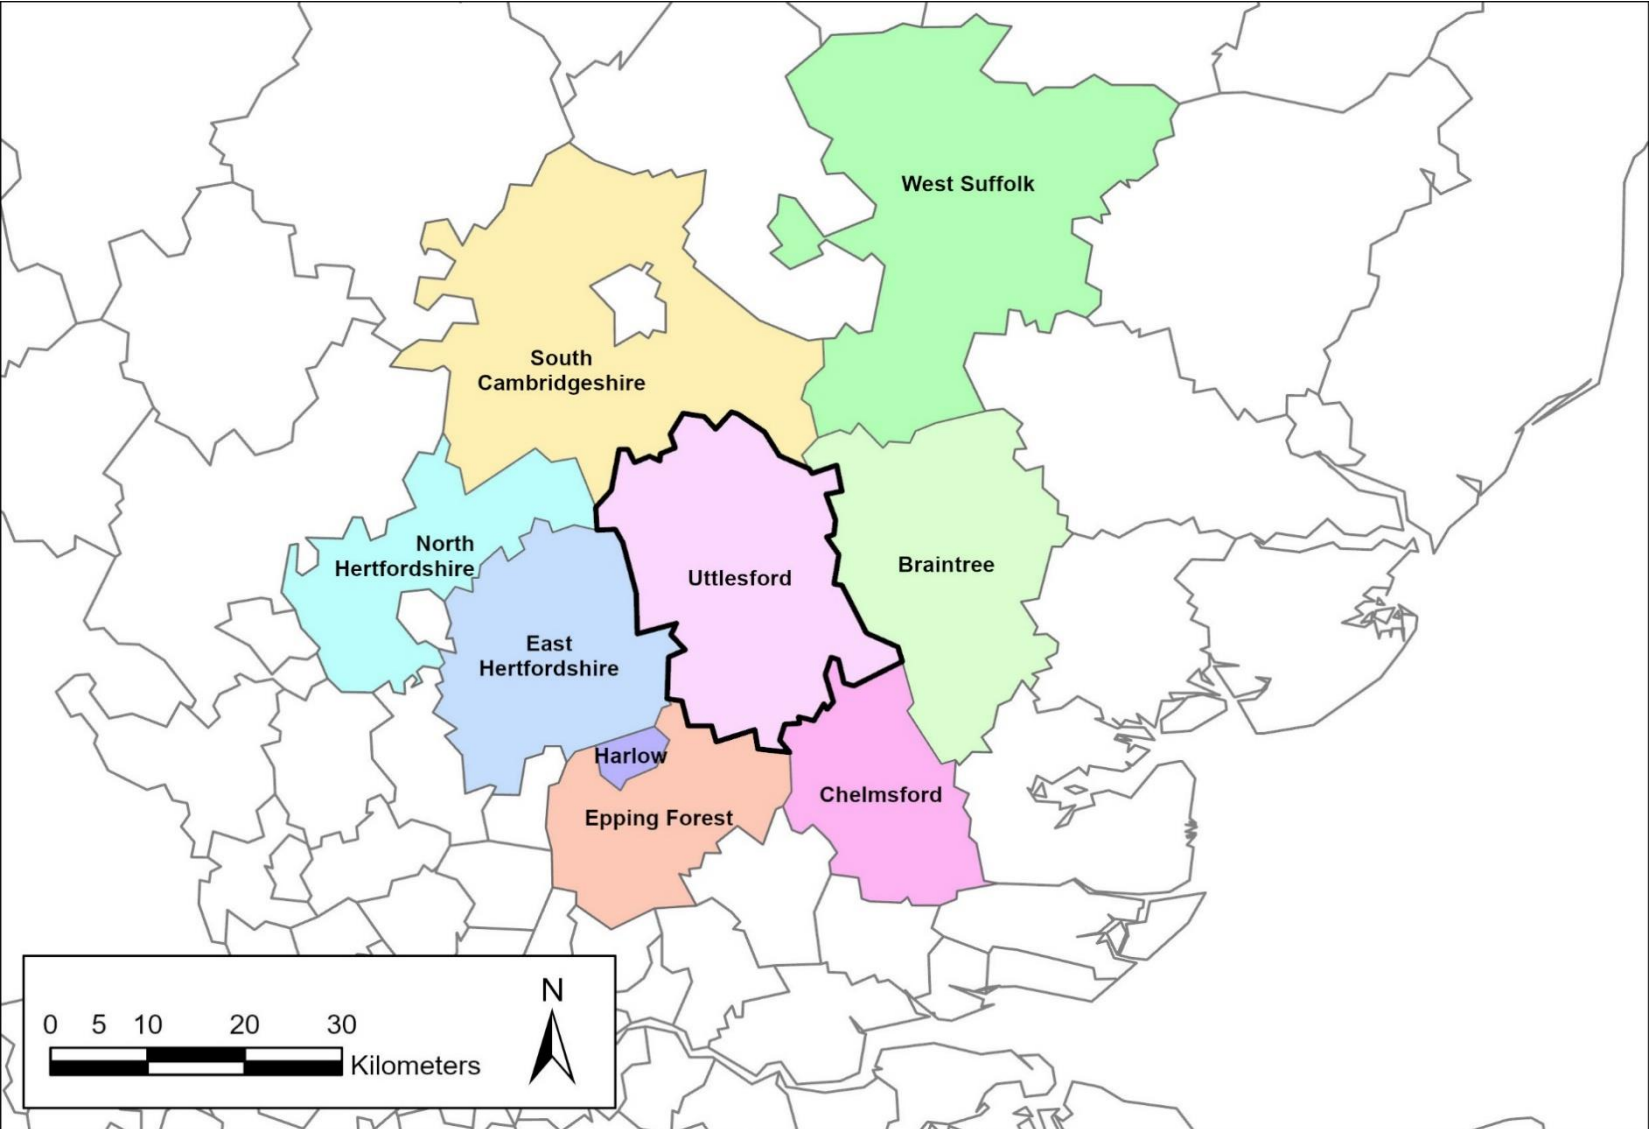 West Suffolk
South
Cambridgeshire
North
Hertfordshire
Uttlesford
Braintree
East
Hertfordshire
Harlow
Chelmsford
Epping Forest
N
0 5 10 20 30
Kilometers